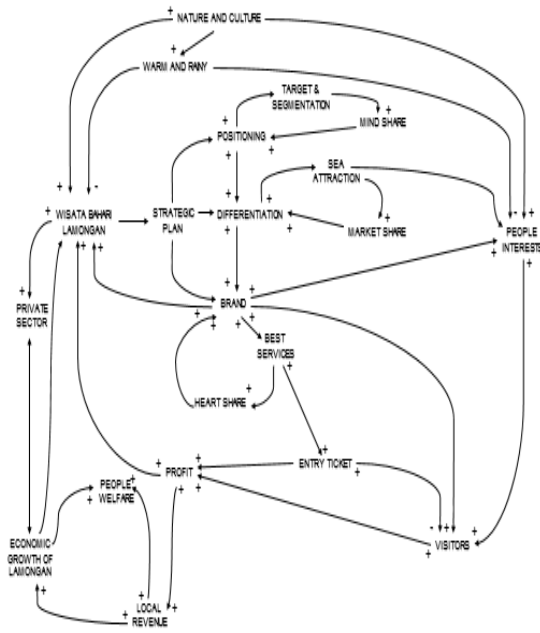 NATURE AND CULTURE
WARM AND RAINY
TARGET &
SEGMENTATION
MIND SHARE
POSITIONING
SEA
ATTRACTION
WISATA BAHARI
LAMONGAN
STRATEGIC
PLAN
DIFFERENTIATION
MARKET SHARE
PEOPLE
INTERESTS
PRIVATE
SECTOR
BRAND
BEST
SERVICES
HEART SHARE
PROFIT
ENTRY TICKET
PEOPLE
WELFARE
VISITORS
ECONOMIC
GROWTH OF
LAMONGAN
LOCAL
REVENUE